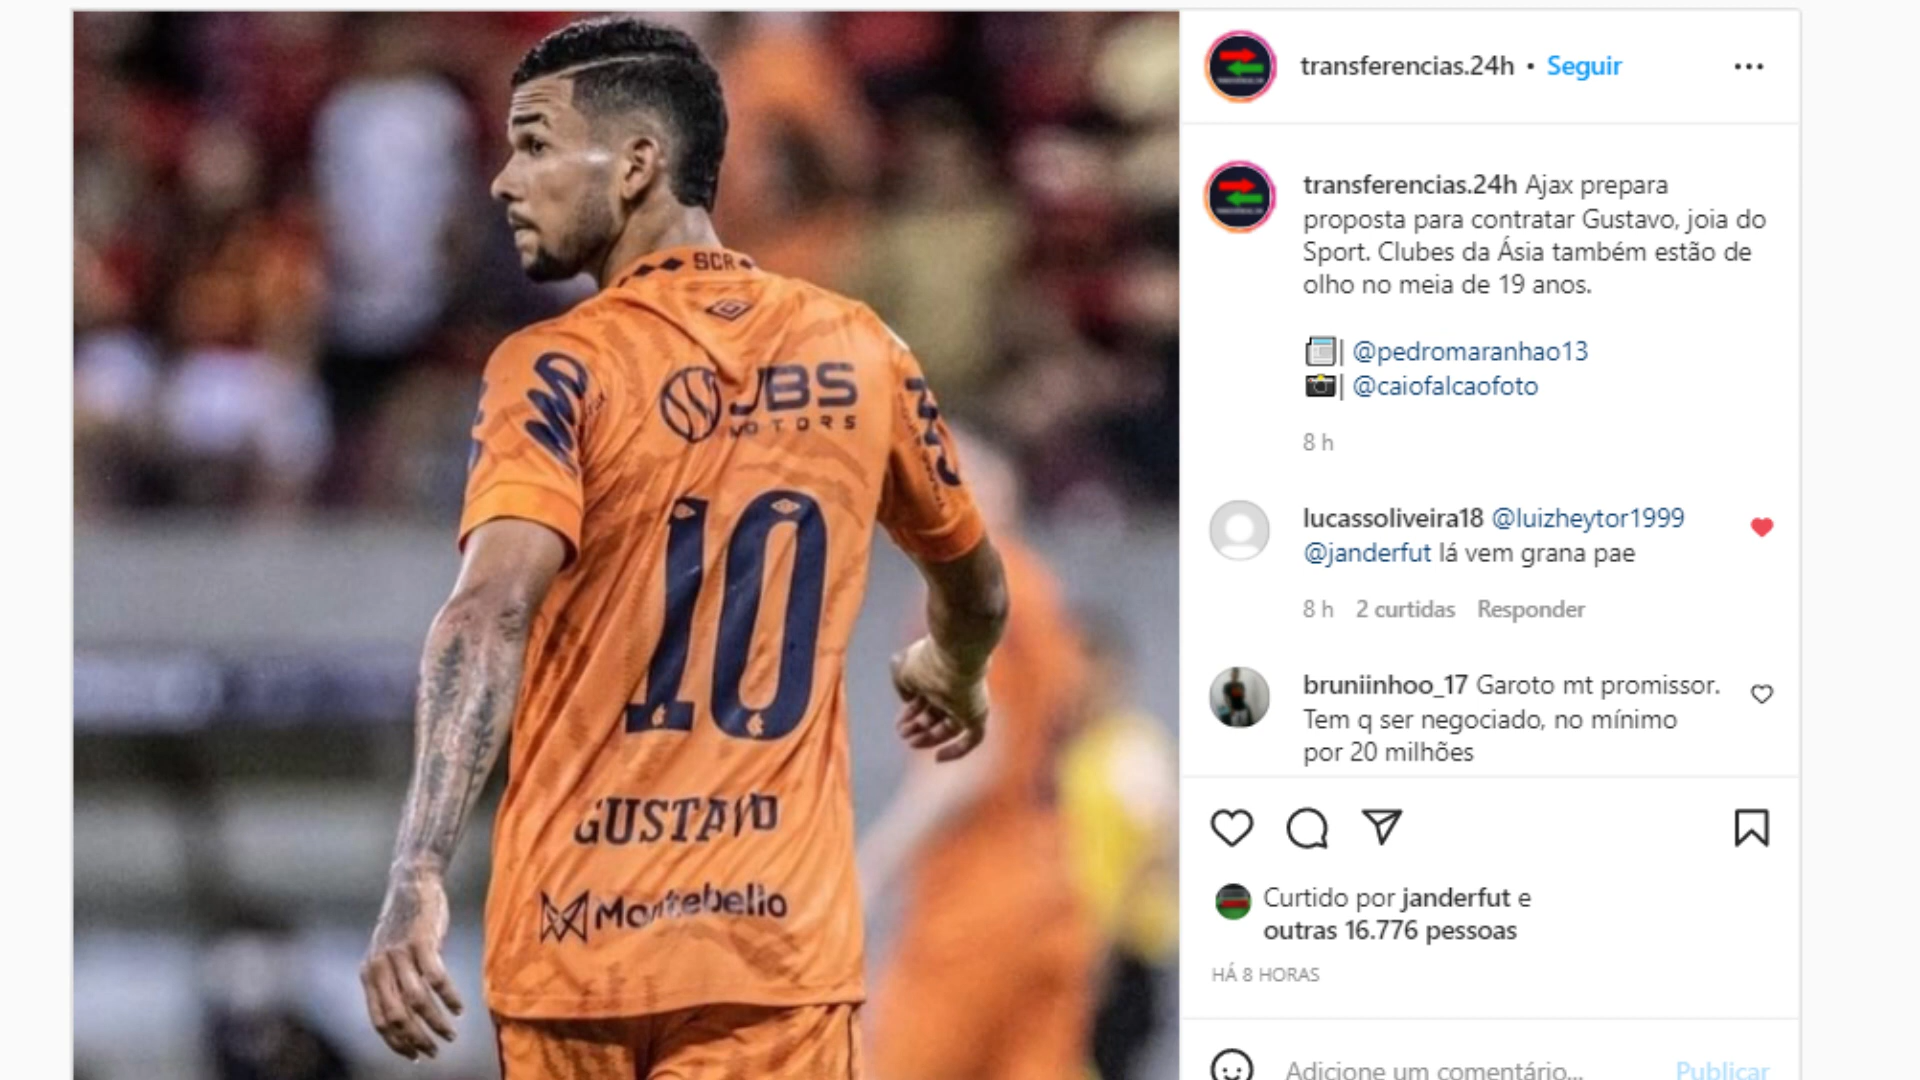 SCR
JBS
MOTORS
10
GUSTAVO
Montebello
transferencias.24h • Seguir
transferencias.24h Ajax prepara
proposta para contratar Gustavo, joia do
Sport. Clubes da Ásia também estão de
olho no meia de 19 anos.
| @pedromaranhao13
| @caiofalcaofoto
8 h
lucassoliveira18 @luizheytor1999
@janderfut lá vem grana pae
8 h 2 curtidas Responder
bruniinhoo_17 Garoto mt promissor.
Tem q ser negociado, no mínimo
por 20 milhões
Curtido por janderfut e
outras 16.776 pessoas
HÁ 8 HORAS
Adicione um comentário...
Publicar